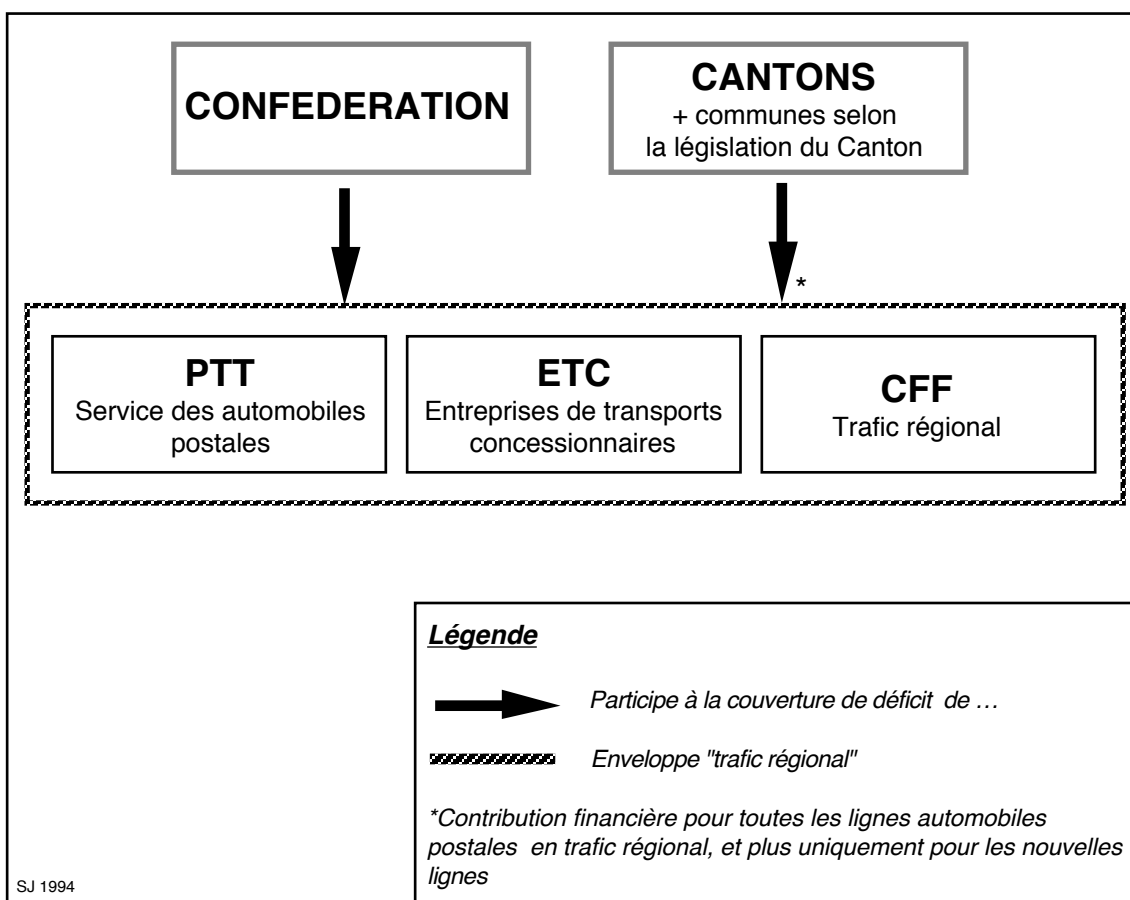 CONFEDERATION
CANTONS
+ communes selon
la législation du Canton
*
PTT
Service des automobiles
postales
ETC
Entreprises de transports
concessionnaires
CFF
Trafic régional
Légende
Participe à la couverture de déficit de …
Enveloppe "trafic régional"
*Contribution financière pour toutes les lignes automobiles
postales en trafic régional, et plus uniquement pour les nouvelles
lignes
SJ 1994